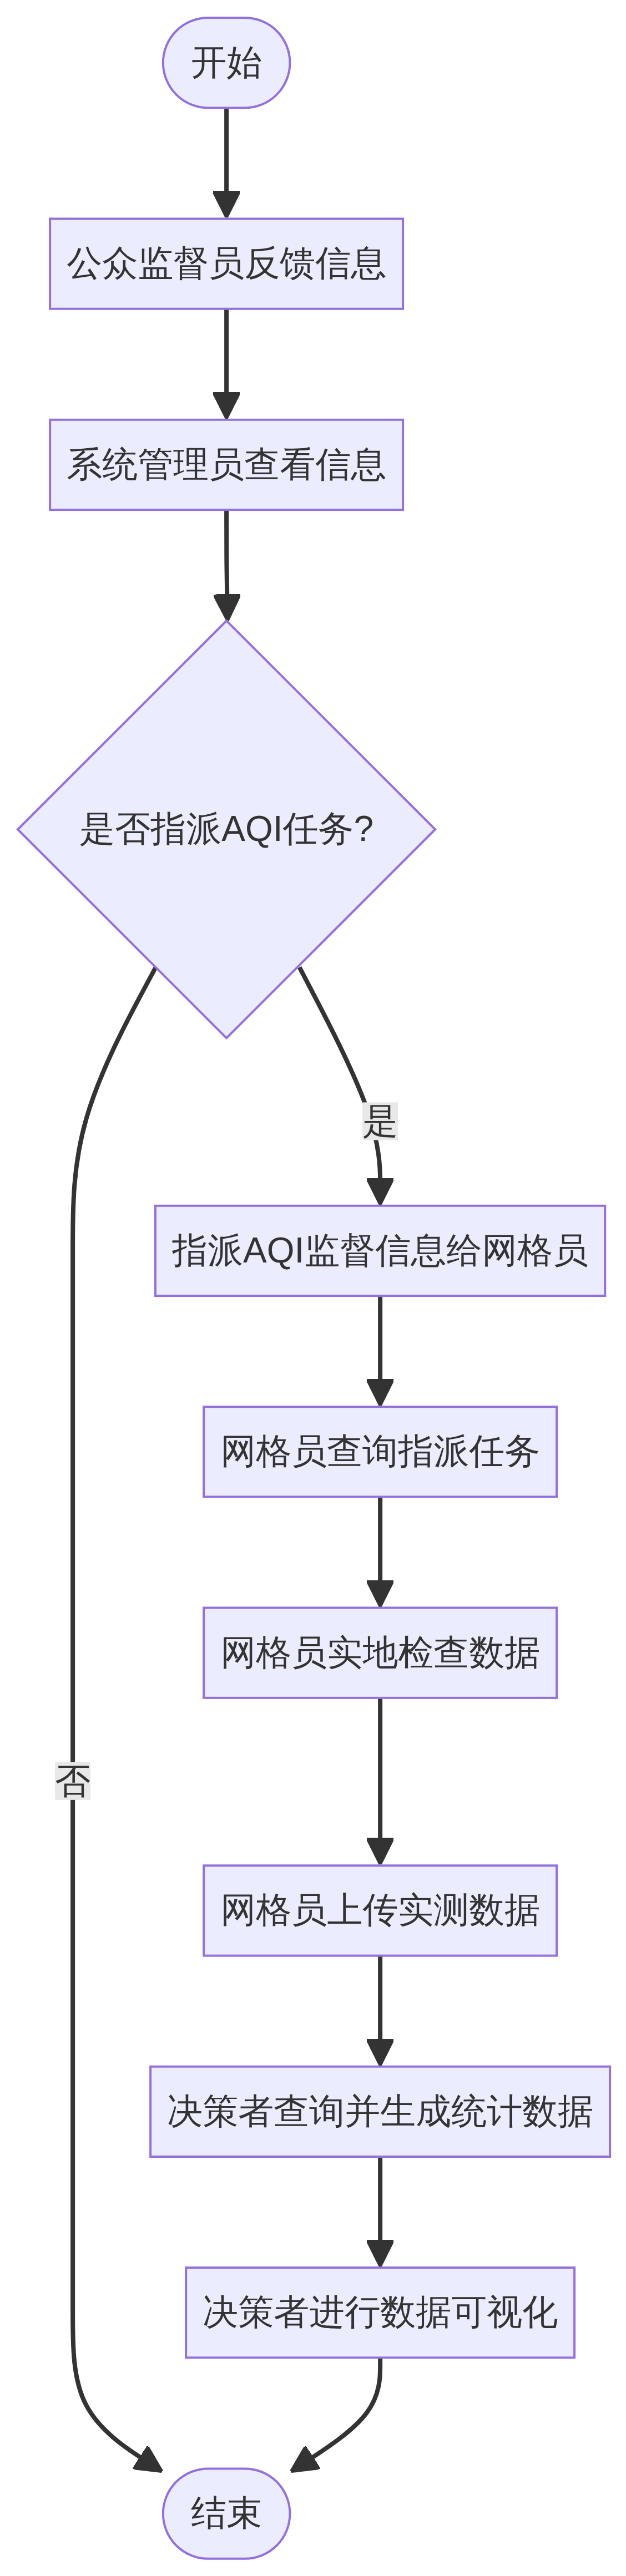 开始
公众监督员反馈信息
系统管理员查看信息
是否指派AQI任务?
是
指派AQI监督信息给网格员
网格员查询指派任务
网格员实地检查数据
否
网格员上传实测数据
决策者查询并生成统计数据
决策者进行数据可视化
结束